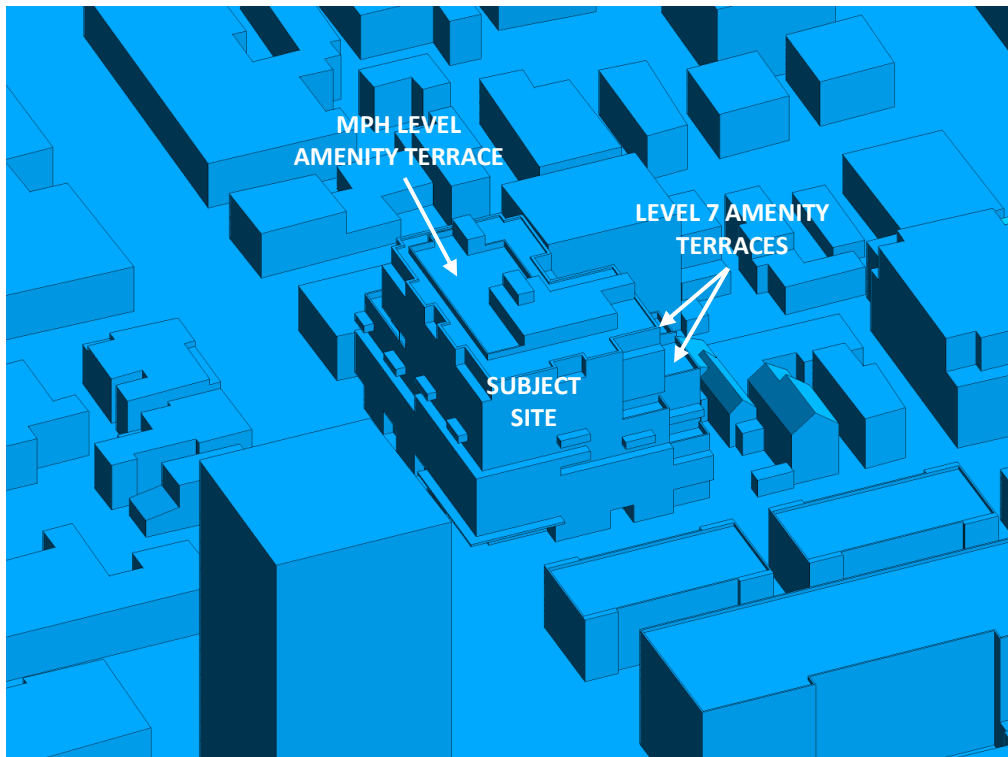 MPH LEVEL
AMENITY TERRACE
LEVEL 7 AMENITY
TERRACES
SUBJECT
SITE